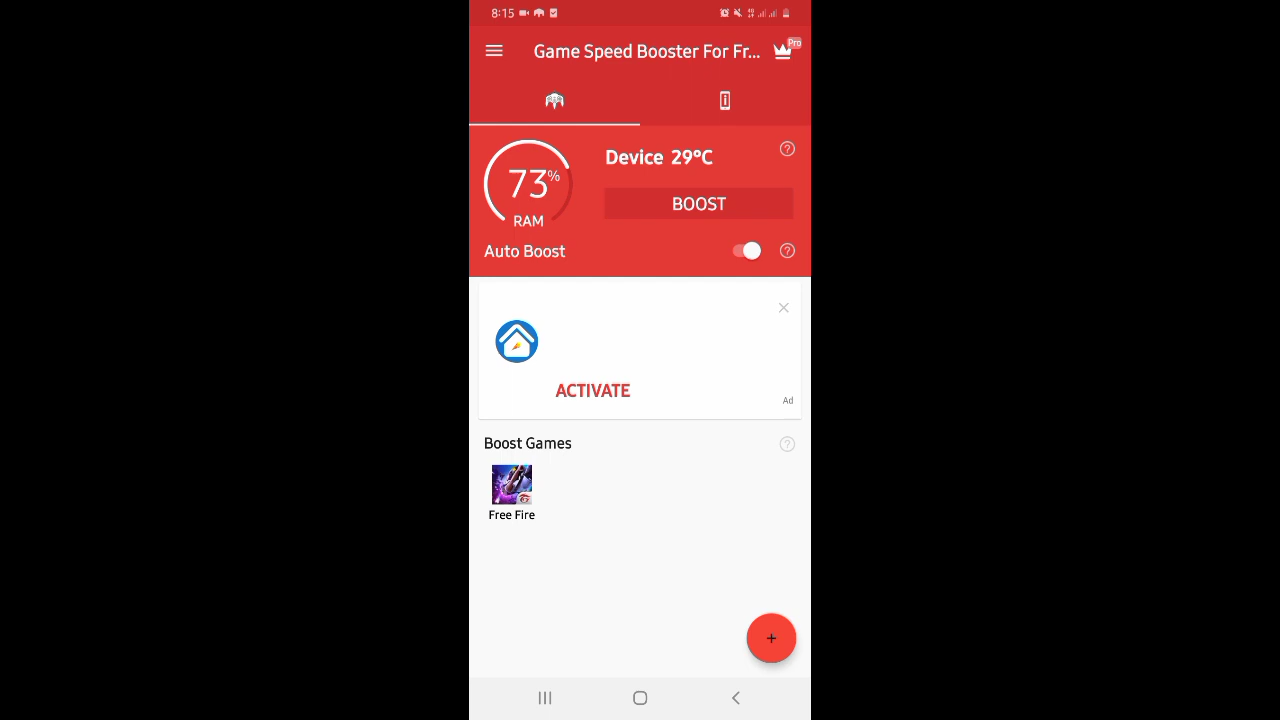 8:15
Game Speed Booster For Fr...
Pro
73%
RAM
Device 29°C
BOOST
Auto Boost
ACTIVATE
Ad
Boost Games
Free Fire